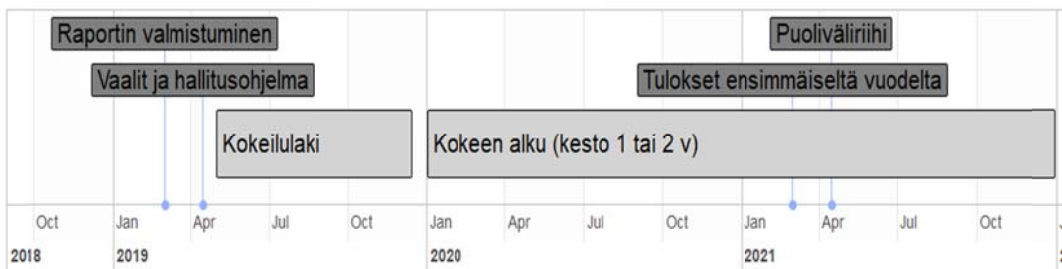 Raportin valmistuminen
Puoliväliriihi
Vaalit ja hallitusohjelma
Tulokset ensimmäiseltä vuodelta
Kokeilulaki
Kokeen alku (kesto 1 tai 2 v)
Oct Jan Apr Jul Oct Jan Apr Jul Oct Jan Apr Jul Oct
2018 2019 2020 2021